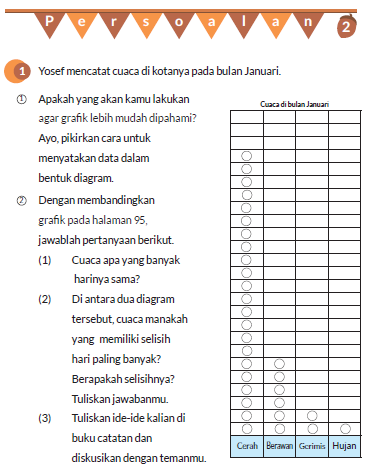 Persoalan
2
1 Yosef mencatat cuaca di kotanya pada bulan Januari.
① Apakah yang akan kamu lakukan
agar grafik lebih mudah dipahami?
Ayo, pikirkan cara untuk
menyatakan data dalam
bentuk diagram.
② Dengan membandingkan
grafik pada halaman 95,
jawablah pertanyaan berikut.
(1) Cuaca apa yang banyak
harinya sama?
(2) Di antara dua diagram
tersebut, cuaca manakah
yang memiliki selisih
hari paling banyak?
Berapakah selisihnya?
Tuliskan jawabanmu.
(3) Tuliskan ide-ide kalian di
buku catatan dan
diskusikan dengan temanmu.
Cuaca di bulan Januari
Cerah Berawan Gerimis Hujan